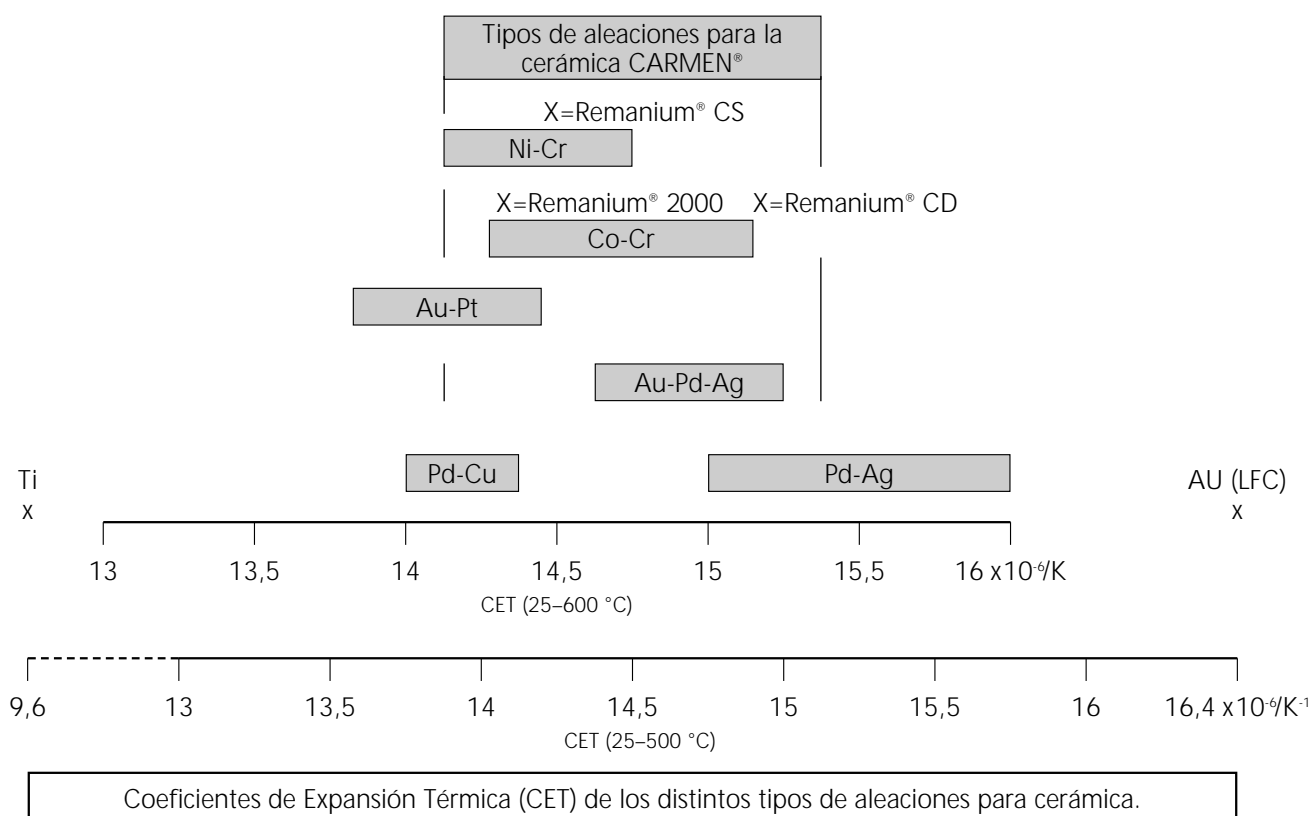 Tipos de aleaciones para la
cerámica CARMEN®
X=Remanium® CS
Ni-Cr
X=Remanium® 2000 X=Remanium® CD
Co-Cr
Au-Pt
Au-Pd-Ag
Pd-Cu Pd-Ag
Ti AU (LFC)
x x
13 13,5 14 14,5 15 15,5 16 x10⁻⁶/K
CET (25–600 °C)
9,6 13 13,5 14 14,5 15 15,5 16 16,4 x10⁻⁶/K⁻¹
CET (25–500 °C)
Coeficientes de Expansión Térmica (CET) de los distintos tipos de aleaciones para cerámica.